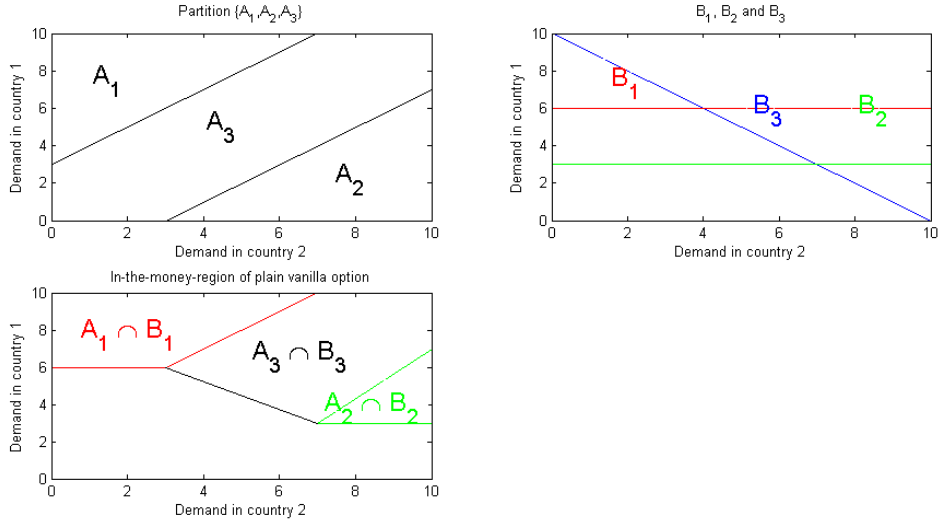 Partition {A1,A2,A3}
10
8
6
4
2
0
Demand in country 1
A1
A3
A2
0 2 4 6 8 10
Demand in country 2
B1, B2 and B3
10
8
6
4
2
0
Demand in country 1
B1
B3
B2
0 2 4 6 8 10
Demand in country 2
In-the-money-region of plain vanilla option
10
8
6
4
2
0
Demand in country 1
A1 ∩ B1
A3 ∩ B3
A2 ∩ B2
0 2 4 6 8 10
Demand in country 2